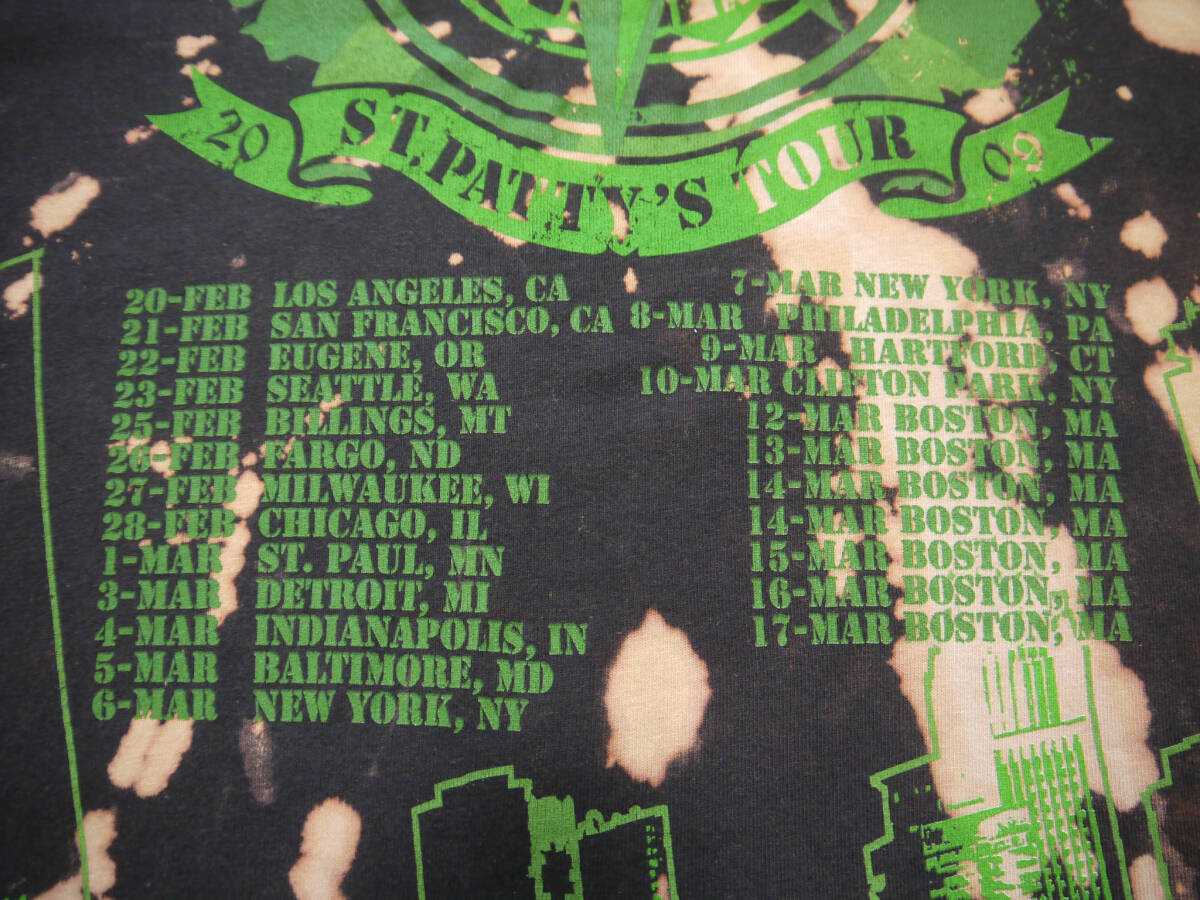 20 ST. PATTY'S TOUR 09
20-FEB LOS ANGELES, CA
21-FEB SAN FRANCISCO, CA
22-FEB EUGENE, OR
23-FEB SEATTLE, WA
25-FEB BILLINGS, MT
26-FEB FARGO, ND
27-FEB MILWAUKEE, WI
28-FEB CHICAGO, IL
1-MAR ST. PAUL, MN
3-MAR DETROIT, MI
4-MAR INDIANAPOLIS, IN
5-MAR BALTIMORE, MD
6-MAR NEW YORK, NY
7-MAR NEW YORK, NY
8-MAR PHILADELPHIA, PA
9-MAR HARTFORD, CT
10-MAR CLIFTON PARK, NY
12-MAR BOSTON, MA
13-MAR BOSTON, MA
14-MAR BOSTON, MA
14-MAR BOSTON, MA
15-MAR BOSTON, MA
16-MAR BOSTON, MA
17-MAR BOSTON, MA